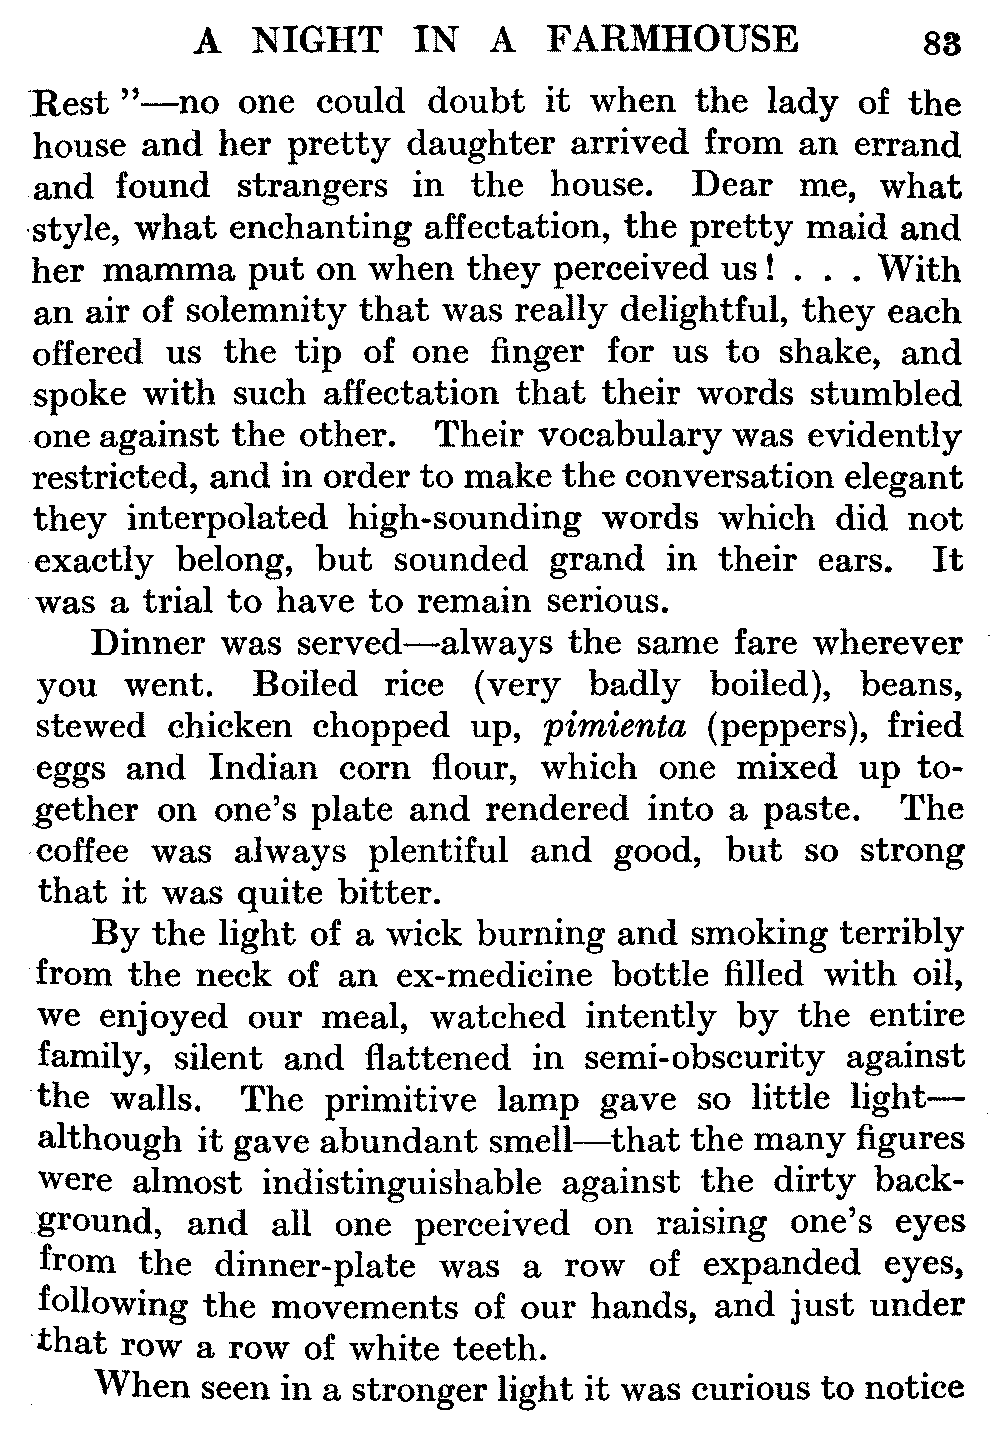 A NIGHT IN A FARMHOUSE 83
Rest"—no one could doubt it when the lady of the
house and her pretty daughter arrived from an errand
and found strangers in the house. Dear me, what
style, what enchanting affectation, the pretty maid and
her mamma put on when they perceived us! . . . With
an air of solemnity that was really delightful, they each
offered us the tip of one finger for us to shake, and
spoke with such affectation that their words stumbled
one against the other. Their vocabulary was evidently
restricted, and in order to make the conversation elegant
they interpolated high-sounding words which did not
exactly belong, but sounded grand in their ears. It
was a trial to have to remain serious.
Dinner was served—always the same fare wherever
you went. Boiled rice (very badly boiled), beans,
stewed chicken chopped up, pimienta (peppers), fried
eggs and Indian corn flour, which one mixed up to-
gether on one's plate and rendered into a paste. The
coffee was always plentiful and good, but so strong
that it was quite bitter.
By the light of a wick burning and smoking terribly
from the neck of an ex-medicine bottle filled with oil,
we enjoyed our meal, watched intently by the entire
family, silent and flattened in semi-obscurity against
the walls. The primitive lamp gave so little light—
although it gave abundant smell—that the many figures
were almost indistinguishable against the dirty back-
ground, and all one perceived on raising one's eyes
from the dinner-plate was a row of expanded eyes,
following the movements of our hands, and just under
that row a row of white teeth.
When seen in a stronger light it was curious to notice